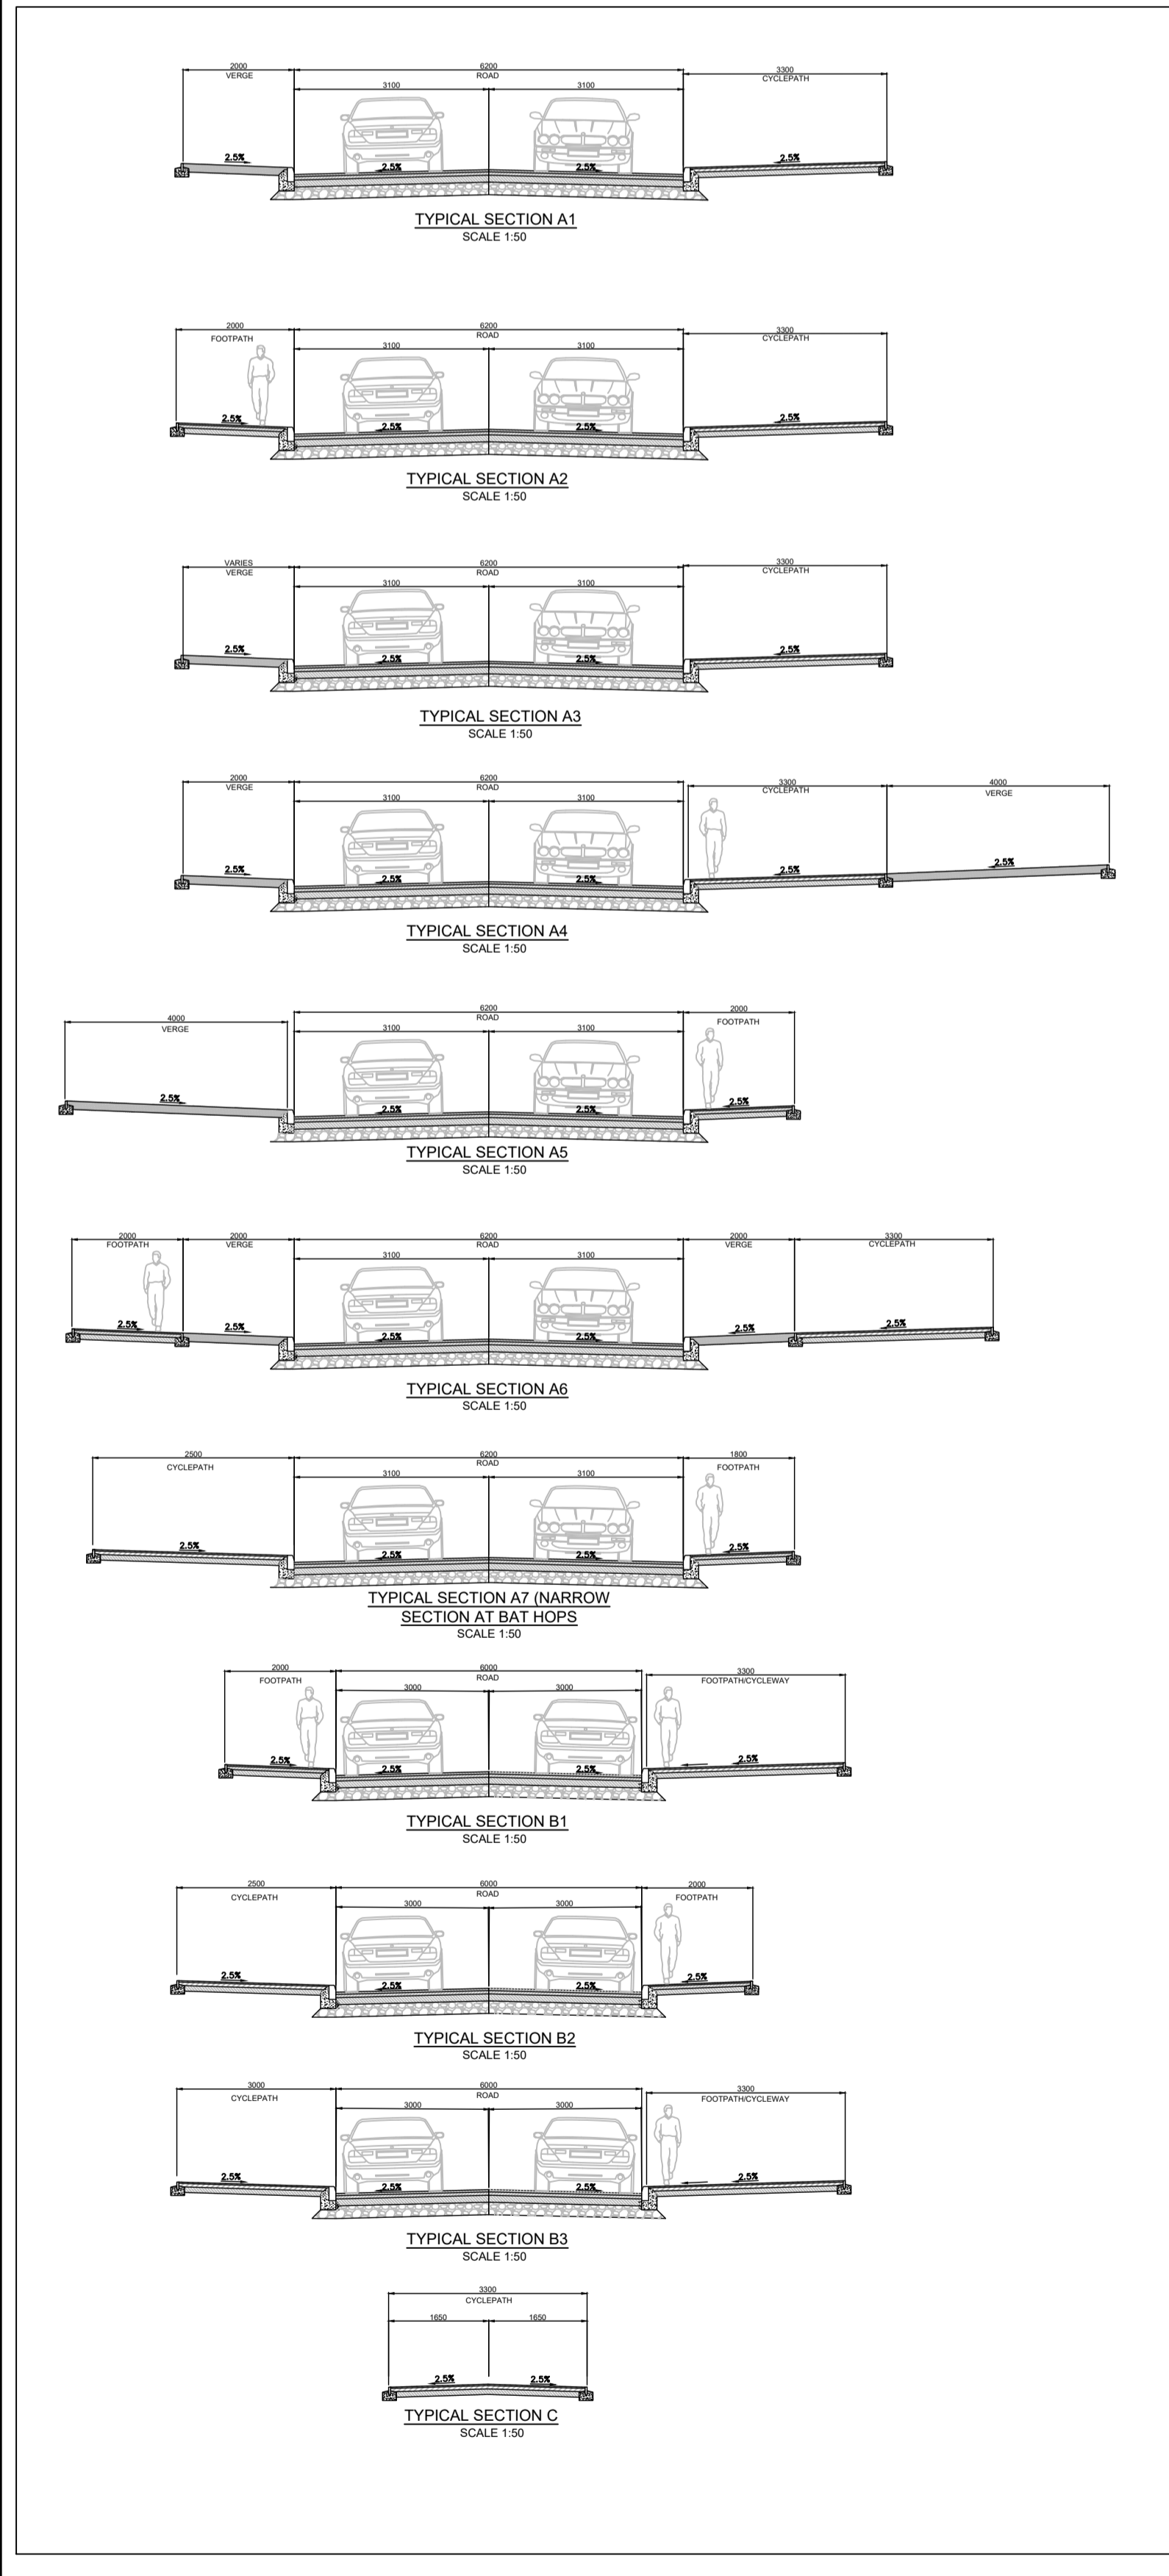 2000 6200 3300
VERGE ROAD CYCLEPATH
3100 3100
2.5% 2.5% 2.5% 2.5%
TYPICAL SECTION A1
SCALE 1:50
2000 6200 3300
FOOTPATH ROAD CYCLEPATH
3100 3100
2.5% 2.5% 2.5% 2.5%
TYPICAL SECTION A2
SCALE 1:50
VARIES 6200 3300
VERGE ROAD CYCLEPATH
3100 3100
2.5% 2.5% 2.5% 2.5%
TYPICAL SECTION A3
SCALE 1:50
2000 6200 3300 4000
VERGE ROAD CYCLEPATH VERGE
3100 3100
2.5% 2.5% 2.5% 2.5% 2.5%
TYPICAL SECTION A4
SCALE 1:50
4000 6200 2000
VERGE ROAD FOOTPATH
3100 3100
2.5% 2.5% 2.5% 2.5%
TYPICAL SECTION A5
SCALE 1:50
2000 2000 6200 2000 3300
FOOTPATH VERGE ROAD VERGE CYCLEPATH
3100 3100
2.5% 2.5% 2.5% 2.5% 2.5% 2.5%
TYPICAL SECTION A6
SCALE 1:50
2500 6200 1800
CYCLEPATH ROAD FOOTPATH
3100 3100
2.5% 2.5% 2.5% 2.5%
TYPICAL SECTION A7 (NARROW
SECTION AT BAT HOPS
SCALE 1:50
2000 6000 3300
FOOTPATH ROAD FOOTPATH/CYCLEWAY
3000 3000
2.5% 2.5% 2.5% 2.5%
TYPICAL SECTION B1
SCALE 1:50
2500 6000 2000
CYCLEPATH ROAD FOOTPATH
3000 3000
2.5% 2.5% 2.5% 2.5%
TYPICAL SECTION B2
SCALE 1:50
3000 6000 3300
CYCLEPATH ROAD FOOTPATH/CYCLEWAY
3000 3000
2.5% 2.5% 2.5% 2.5%
TYPICAL SECTION B3
SCALE 1:50
3300
CYCLEPATH
1650 1650
2.5% 2.5%
TYPICAL SECTION C
SCALE 1:50